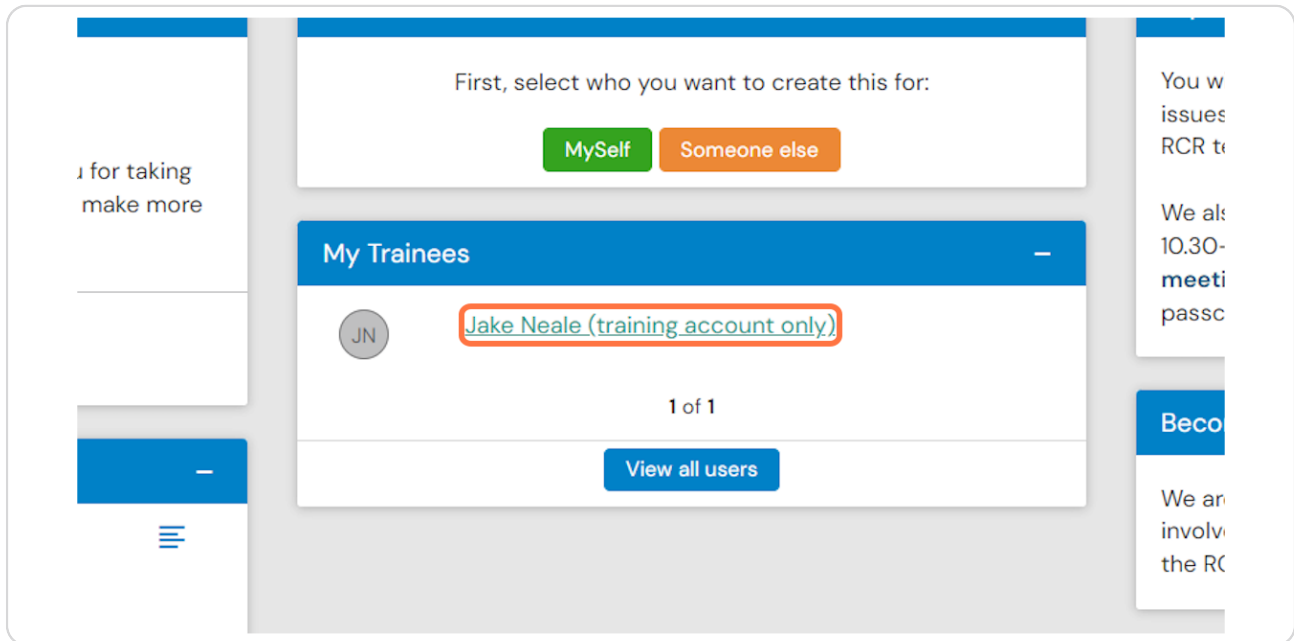 for taking
make more
First, select who you want to create this for:
MySelf
Someone else
My Trainees
JN
Jake Neale (training account only)
1 of 1
View all users
You w
issues
RCR te
We als
10.30-
meeti
passc
Beco
We are
involv
the RC